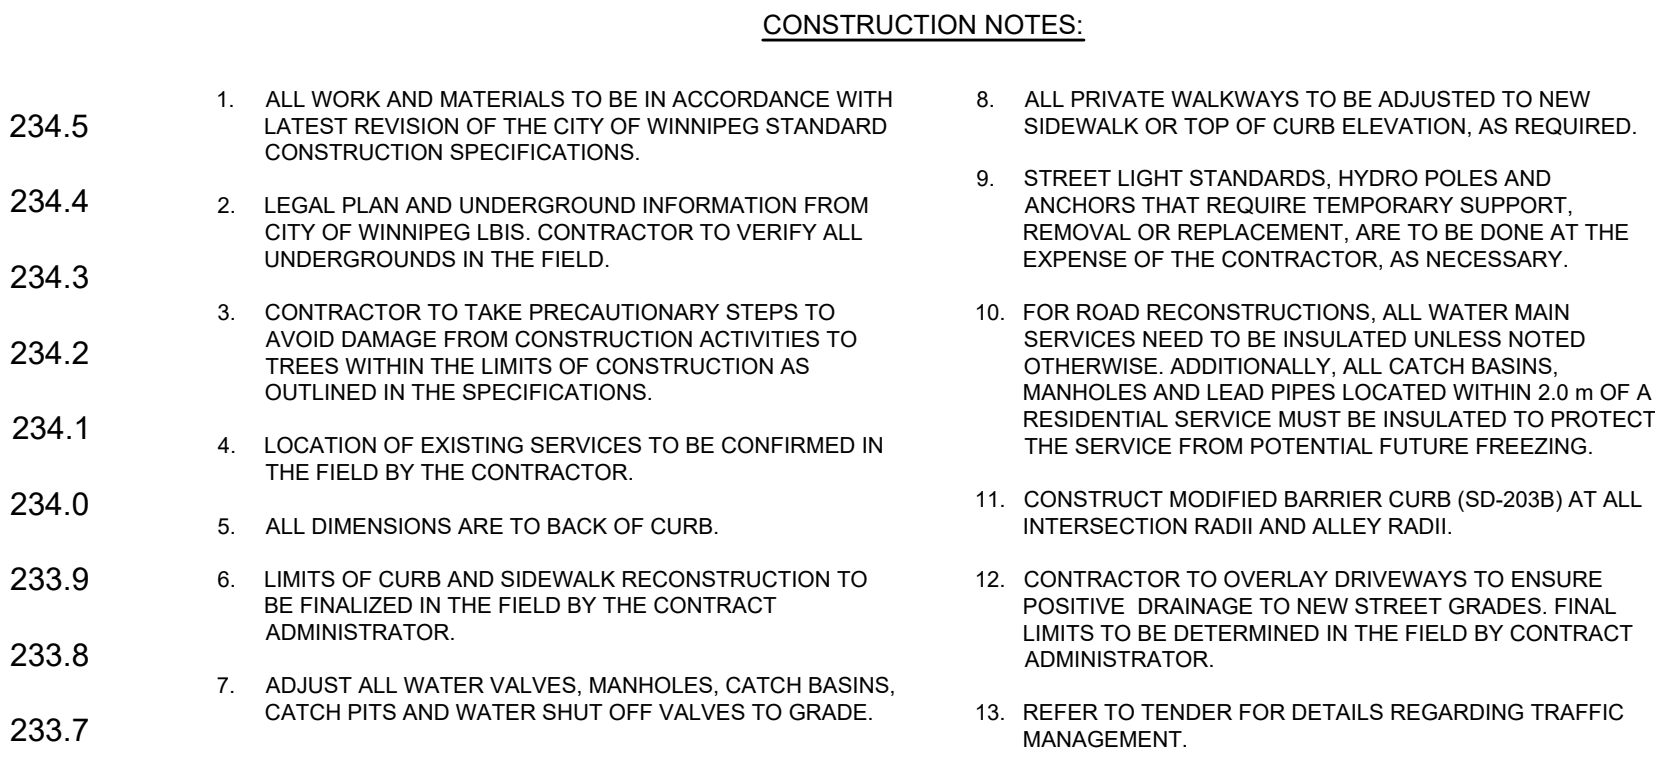 CONSTRUCTION NOTES:
234.5
234.4
234.3
234.2
234.1
234.0
233.9
233.8
233.7
1. ALL WORK AND MATERIALS TO BE IN ACCORDANCE WITH
LATEST REVISION OF THE CITY OF WINNIPEG STANDARD
CONSTRUCTION SPECIFICATIONS.
2. LEGAL PLAN AND UNDERGROUND INFORMATION FROM
CITY OF WINNIPEG LBIS. CONTRACTOR TO VERIFY ALL
UNDERGROUNDS IN THE FIELD.
3. CONTRACTOR TO TAKE PRECAUTIONARY STEPS TO
AVOID DAMAGE FROM CONSTRUCTION ACTIVITIES TO
TREES WITHIN THE LIMITS OF CONSTRUCTION AS
OUTLINED IN THE SPECIFICATIONS.
4. LOCATION OF EXISTING SERVICES TO BE CONFIRMED IN
THE FIELD BY THE CONTRACTOR.
5. ALL DIMENSIONS ARE TO BACK OF CURB.
6. LIMITS OF CURB AND SIDEWALK RECONSTRUCTION TO
BE FINALIZED IN THE FIELD BY THE CONTRACT
ADMINISTRATOR.
7. ADJUST ALL WATER VALVES, MANHOLES, CATCH BASINS,
CATCH PITS AND WATER SHUT OFF VALVES TO GRADE.
8. ALL PRIVATE WALKWAYS TO BE ADJUSTED TO NEW
SIDEWALK OR TOP OF CURB ELEVATION, AS REQUIRED.
9. STREET LIGHT STANDARDS, HYDRO POLES AND
ANCHORS THAT REQUIRE TEMPORARY SUPPORT,
REMOVAL OR REPLACEMENT, ARE TO BE DONE AT THE
EXPENSE OF THE CONTRACTOR, AS NECESSARY.
10. FOR ROAD RECONSTRUCTIONS, ALL WATER MAIN
SERVICES NEED TO BE INSULATED UNLESS NOTED
OTHERWISE. ADDITIONALLY, ALL CATCH BASINS,
MANHOLES AND LEAD PIPES LOCATED WITHIN 2.0 m OF A
RESIDENTIAL SERVICE MUST BE INSULATED TO PROTECT
THE SERVICE FROM POTENTIAL FUTURE FREEZING.
11. CONSTRUCT MODIFIED BARRIER CURB (SD-203B) AT ALL
INTERSECTION RADII AND ALLEY RADII.
12. CONTRACTOR TO OVERLAY DRIVEWAYS TO ENSURE
POSITIVE  DRAINAGE TO NEW STREET GRADES. FINAL
LIMITS TO BE DETERMINED IN THE FIELD BY CONTRACT
ADMINISTRATOR.
13. REFER TO TENDER FOR DETAILS REGARDING TRAFFIC
MANAGEMENT.